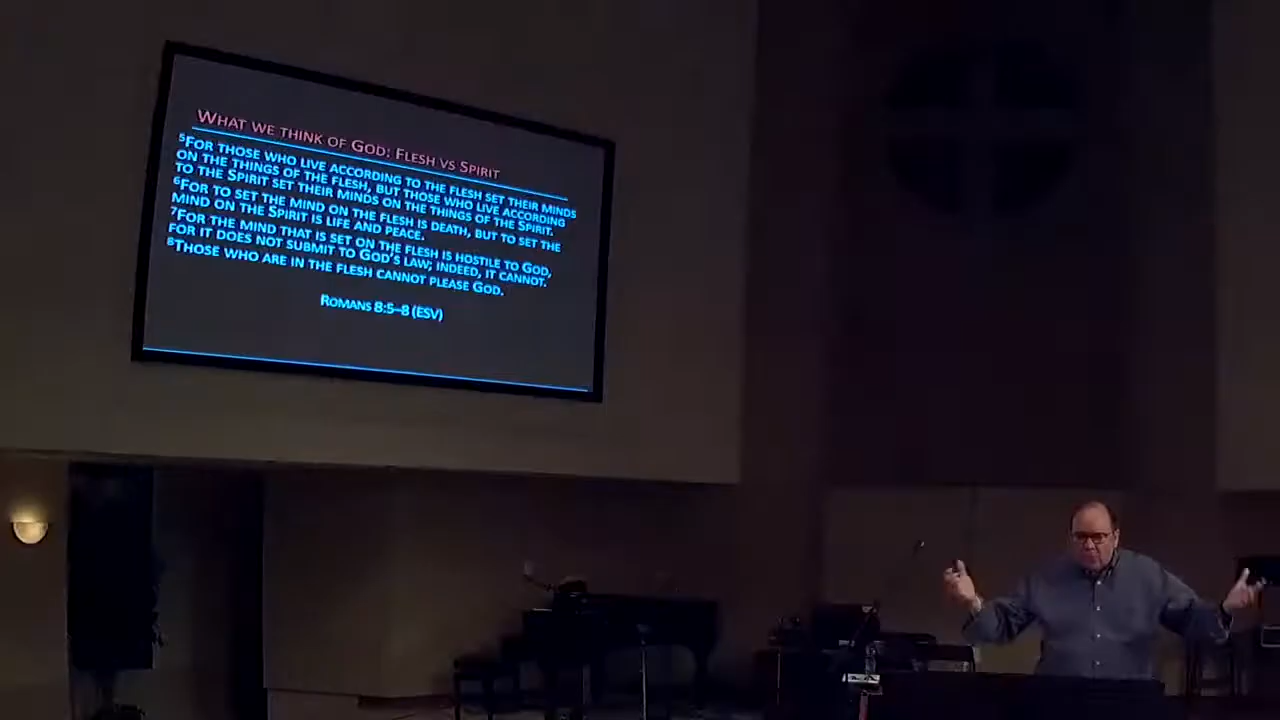 What we think of God: Flesh vs Spirit
5For those who live according to the flesh set their minds
on the things of the flesh, but those who live according
to the Spirit set their minds on the things of the Spirit.
6For to set the mind on the flesh is death, but to set the
mind on the Spirit is life and peace.
7For the mind that is set on the flesh is hostile to God,
for it does not submit to God's law; indeed, it cannot.
8Those who are in the flesh cannot please God.
Romans 8:5–8 (ESV)